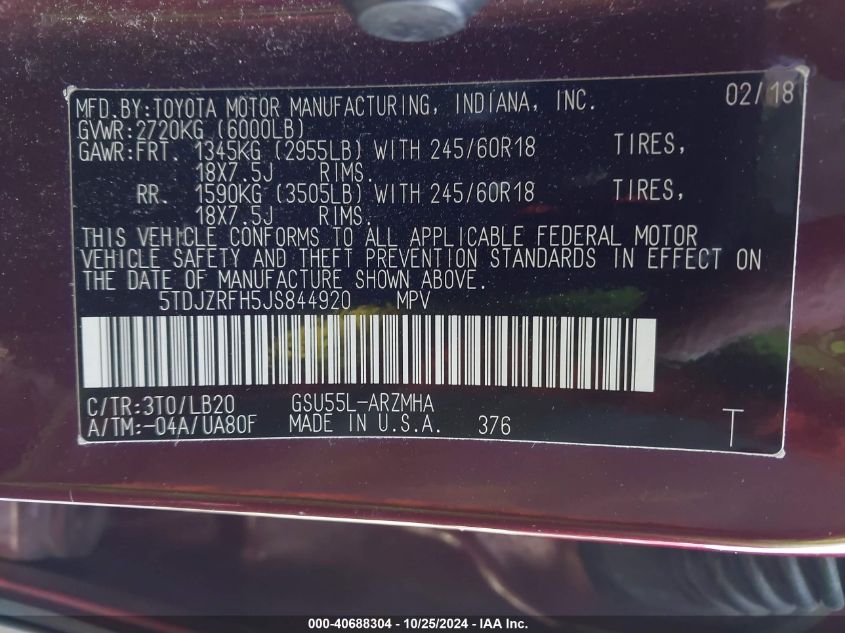 MFD.BY:TOYOTA MOTOR MANUFACTURING, INDIANA, INC. 02/18
GVWR:2720KG (6000LB)
GAWR:FRT. 1345KG (2955LB) WITH 245/60R18 TIRES,
18X7.5J RIMS.
RR. 1590KG (3505LB) WITH 245/60R18 TIRES,
18X7.5J RIMS.
THIS VEHICLE CONFORMS TO ALL APPLICABLE FEDERAL MOTOR
VEHICLE SAFETY AND THEFT PREVENTION STANDARDS IN EFFECT ON
THE DATE OF MANUFACTURE SHOWN ABOVE.
5TDJZRFH5JS844920 MPV
C/TR:3T0/LB20 GSU55L-ARZMHA
A/TM:-04A/UA80F MADE IN U.S.A. 376 T
000-40688304 - 10/25/2024 - IAA Inc.